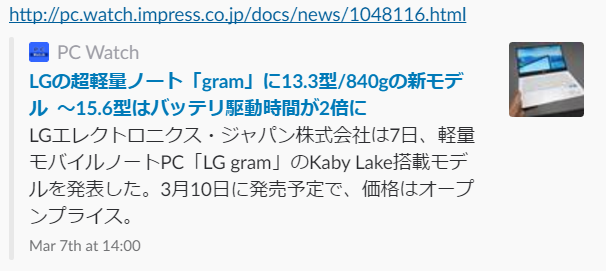 http://pc.watch.impress.co.jp/docs/news/1048116.html
PC Watch
LGの超軽量ノート「gram」に13.3型/840gの新モデ
ル ～15.6型はバッテリ駆動時間が2倍に
LGエレクトロニクス・ジャパン株式会社は7日、軽量
モバイルノートPC「LG gram」のKaby Lake搭載モデ
ルを発表した。3月10日に発売予定で、価格はオープ
ンプライス。
Mar 7th at 14:00